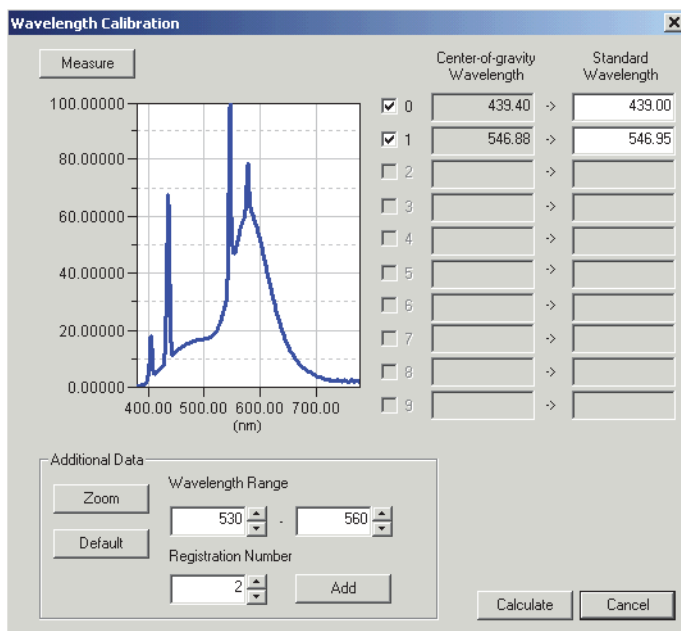 Wavelength Calibration
Measure
Center-of-gravity Wavelength
Standard Wavelength
100.00000
80.00000
60.00000
40.00000
20.00000
0.00000
400.00 500.00 600.00 700.00
(nm)
0 439.40 -> 439.00
1 546.88 -> 546.95
2 ->
3 ->
4 ->
5 ->
6 ->
7 ->
8 ->
9 ->
Additional Data
Zoom
Default
Wavelength Range
530 - 560
Registration Number
2 Add
Calculate Cancel